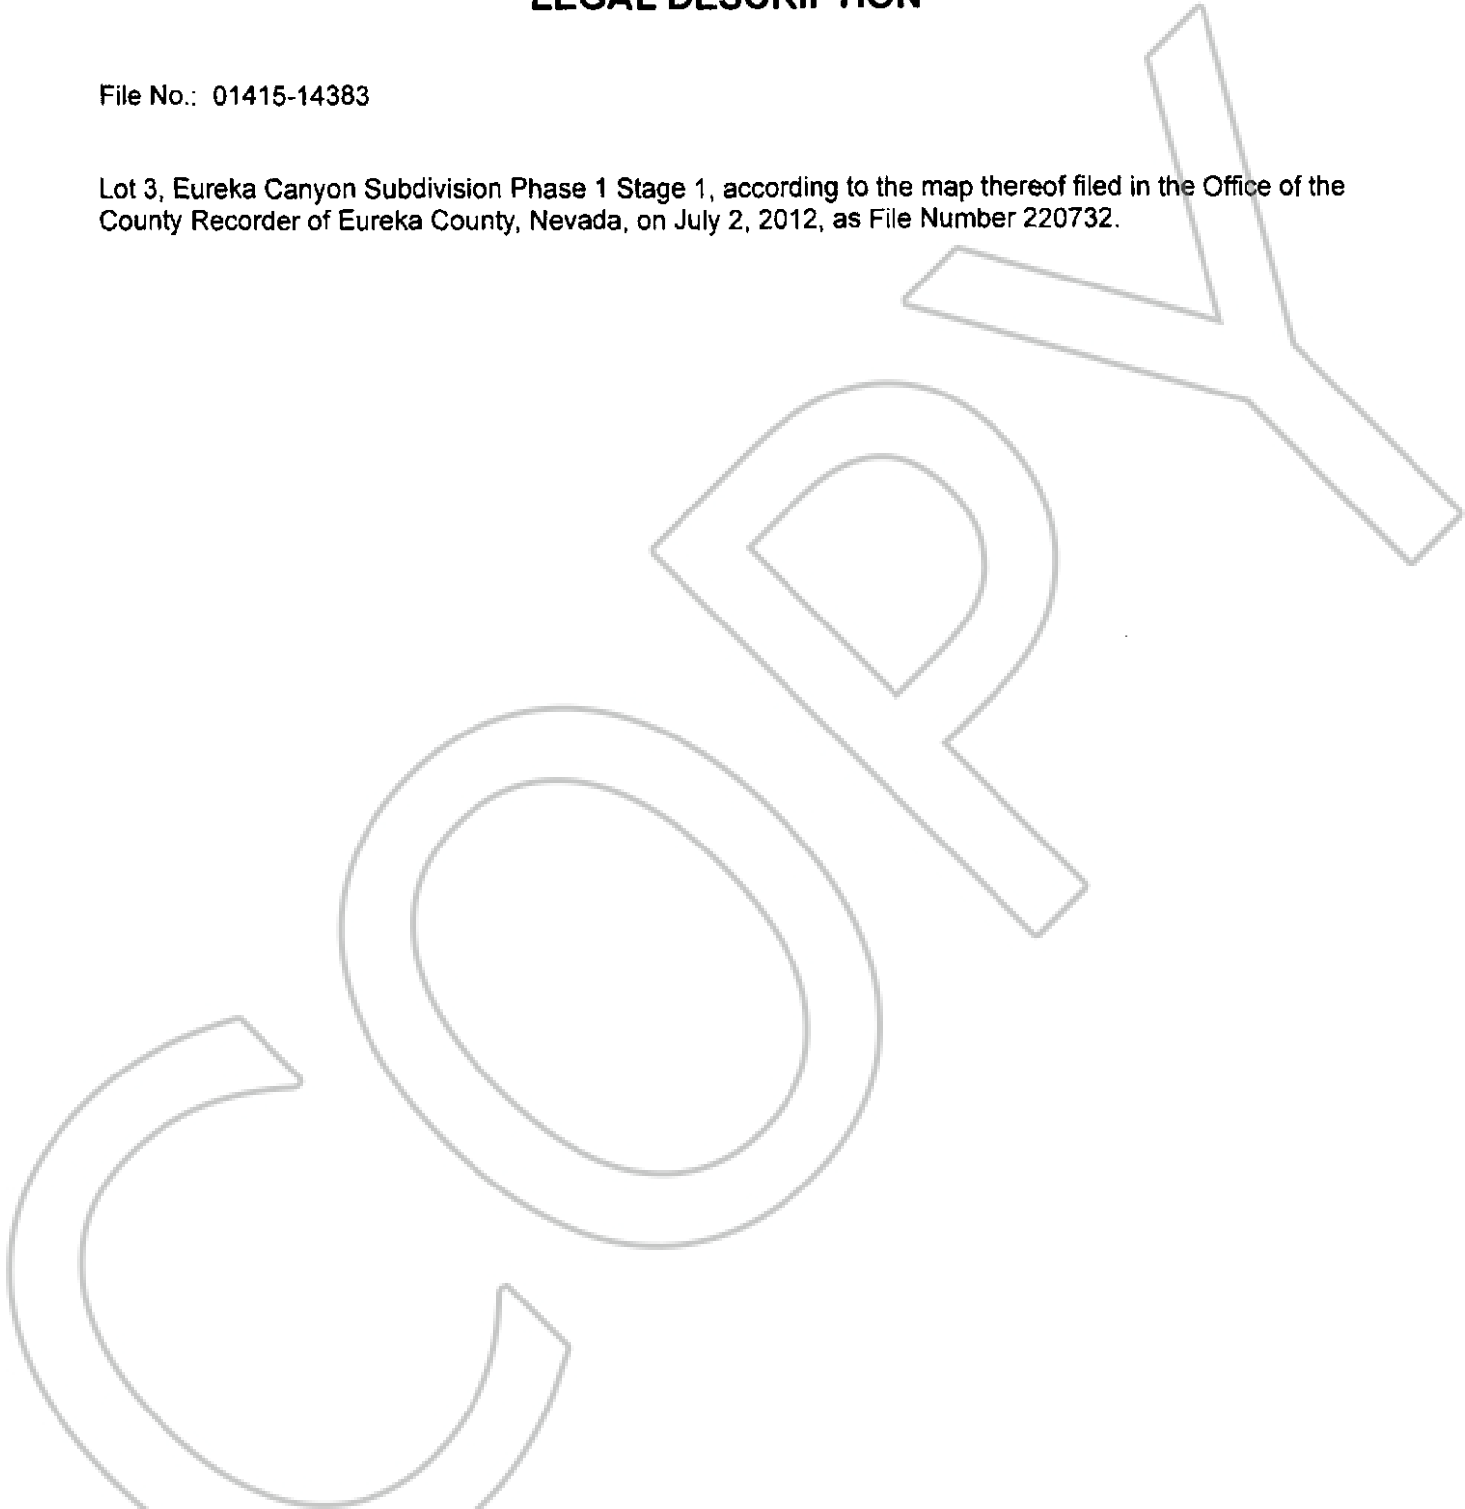 LEGAL DESCRIPTION
File No.: 01415-14383
Lot 3, Eureka Canyon Subdivision Phase 1 Stage 1, according to the map thereof filed in the Office of the
County Recorder of Eureka County, Nevada, on July 2, 2012, as File Number 220732.
COPY